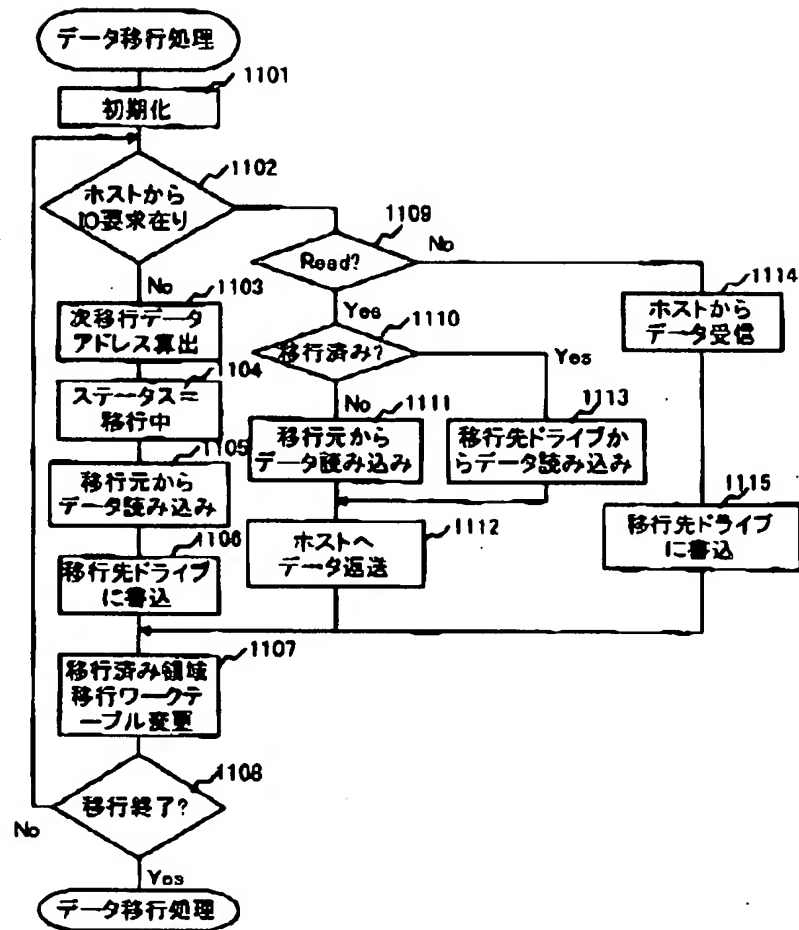 データ移行処理
1101
初期化
1102
ホストから
IO要求在り
1109
Read?
No
No
1103
次移行データ
アドレス算出
Yes
1110
移行済み?
Yes
1114
ホストから
データ受信
1104
ステータス=
移行中
No
1111
移行元から
データ読み込み
1113
移行先ドライブか
らデータ読み込み
1105
移行元から
データ読み込み
1115
移行先ドライブ
に書込
1106
移行先ドライブ
に書込
1112
ホストへ
データ返送
1107
移行済み領域
移行ワークテ
ーブル変更
1108
移行終了?
No
Yes
データ移行処理